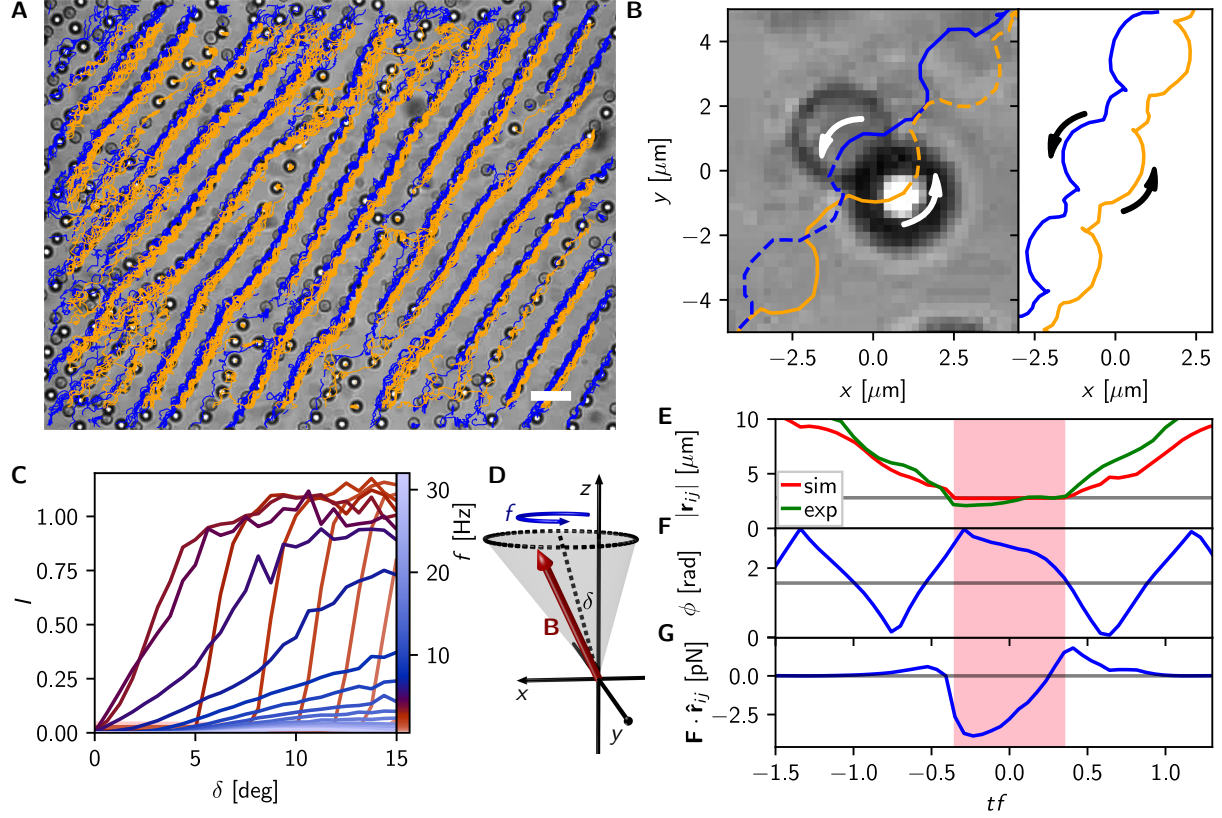 A
B
4
2
0
−2
−4
y [μm]
−2.5
0.0
2.5
x [μm]
−2.5
0.0
2.5
x [μm]
C
1.00
0.75
0.50
0.25
0.00
I
0
5
10
15
δ [deg]
30
20
10
f [Hz]
D
z
f
δ
B
x
y
E
10
5
|r_ij| [μm]
sim
exp
F
2
0
ϕ [rad]
G
0.0
−2.5
F · r̂_ij [pN]
−1.5
−1.0
−0.5
0.0
0.5
1.0
tf